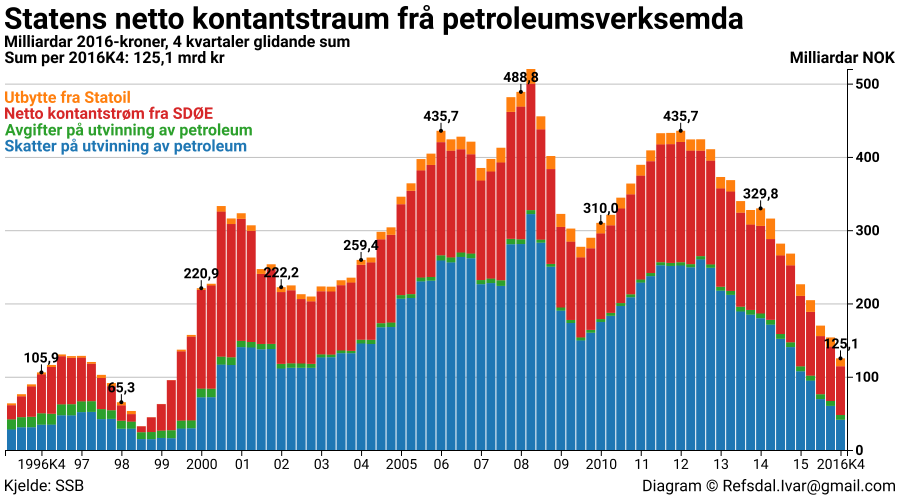 Statens netto kontantstraum frå petroleumsverksemda
Milliardar 2016-kroner, 4 kvartaler glidande sum
Sum per 2016K4: 125,1 mrd kr
Milliardar NOK
Utbytte fra Statoil
Netto kontantstrøm fra SDØE
Avgifter på utvinning av petroleum
Skatter på utvinning av petroleum
105,9
65,3
220,9
222,2
259,4
435,7
488,8
310,0
435,7
329,8
125,1
500
400
300
200
100
0
1996K4 97 98 99 2000 01 02 03 04 2005 06 07 08 09 2010 11 12 13 14 15 2016K4
Kjelde: SSB
Diagram © Refsdal.Ivar@gmail.com